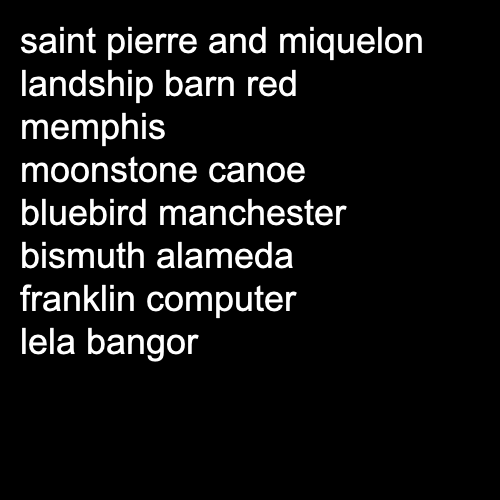 saint pierre and miquelon
landship barn red
memphis
moonstone canoe
bluebird manchester
bismuth alameda
franklin computer
lela bangor